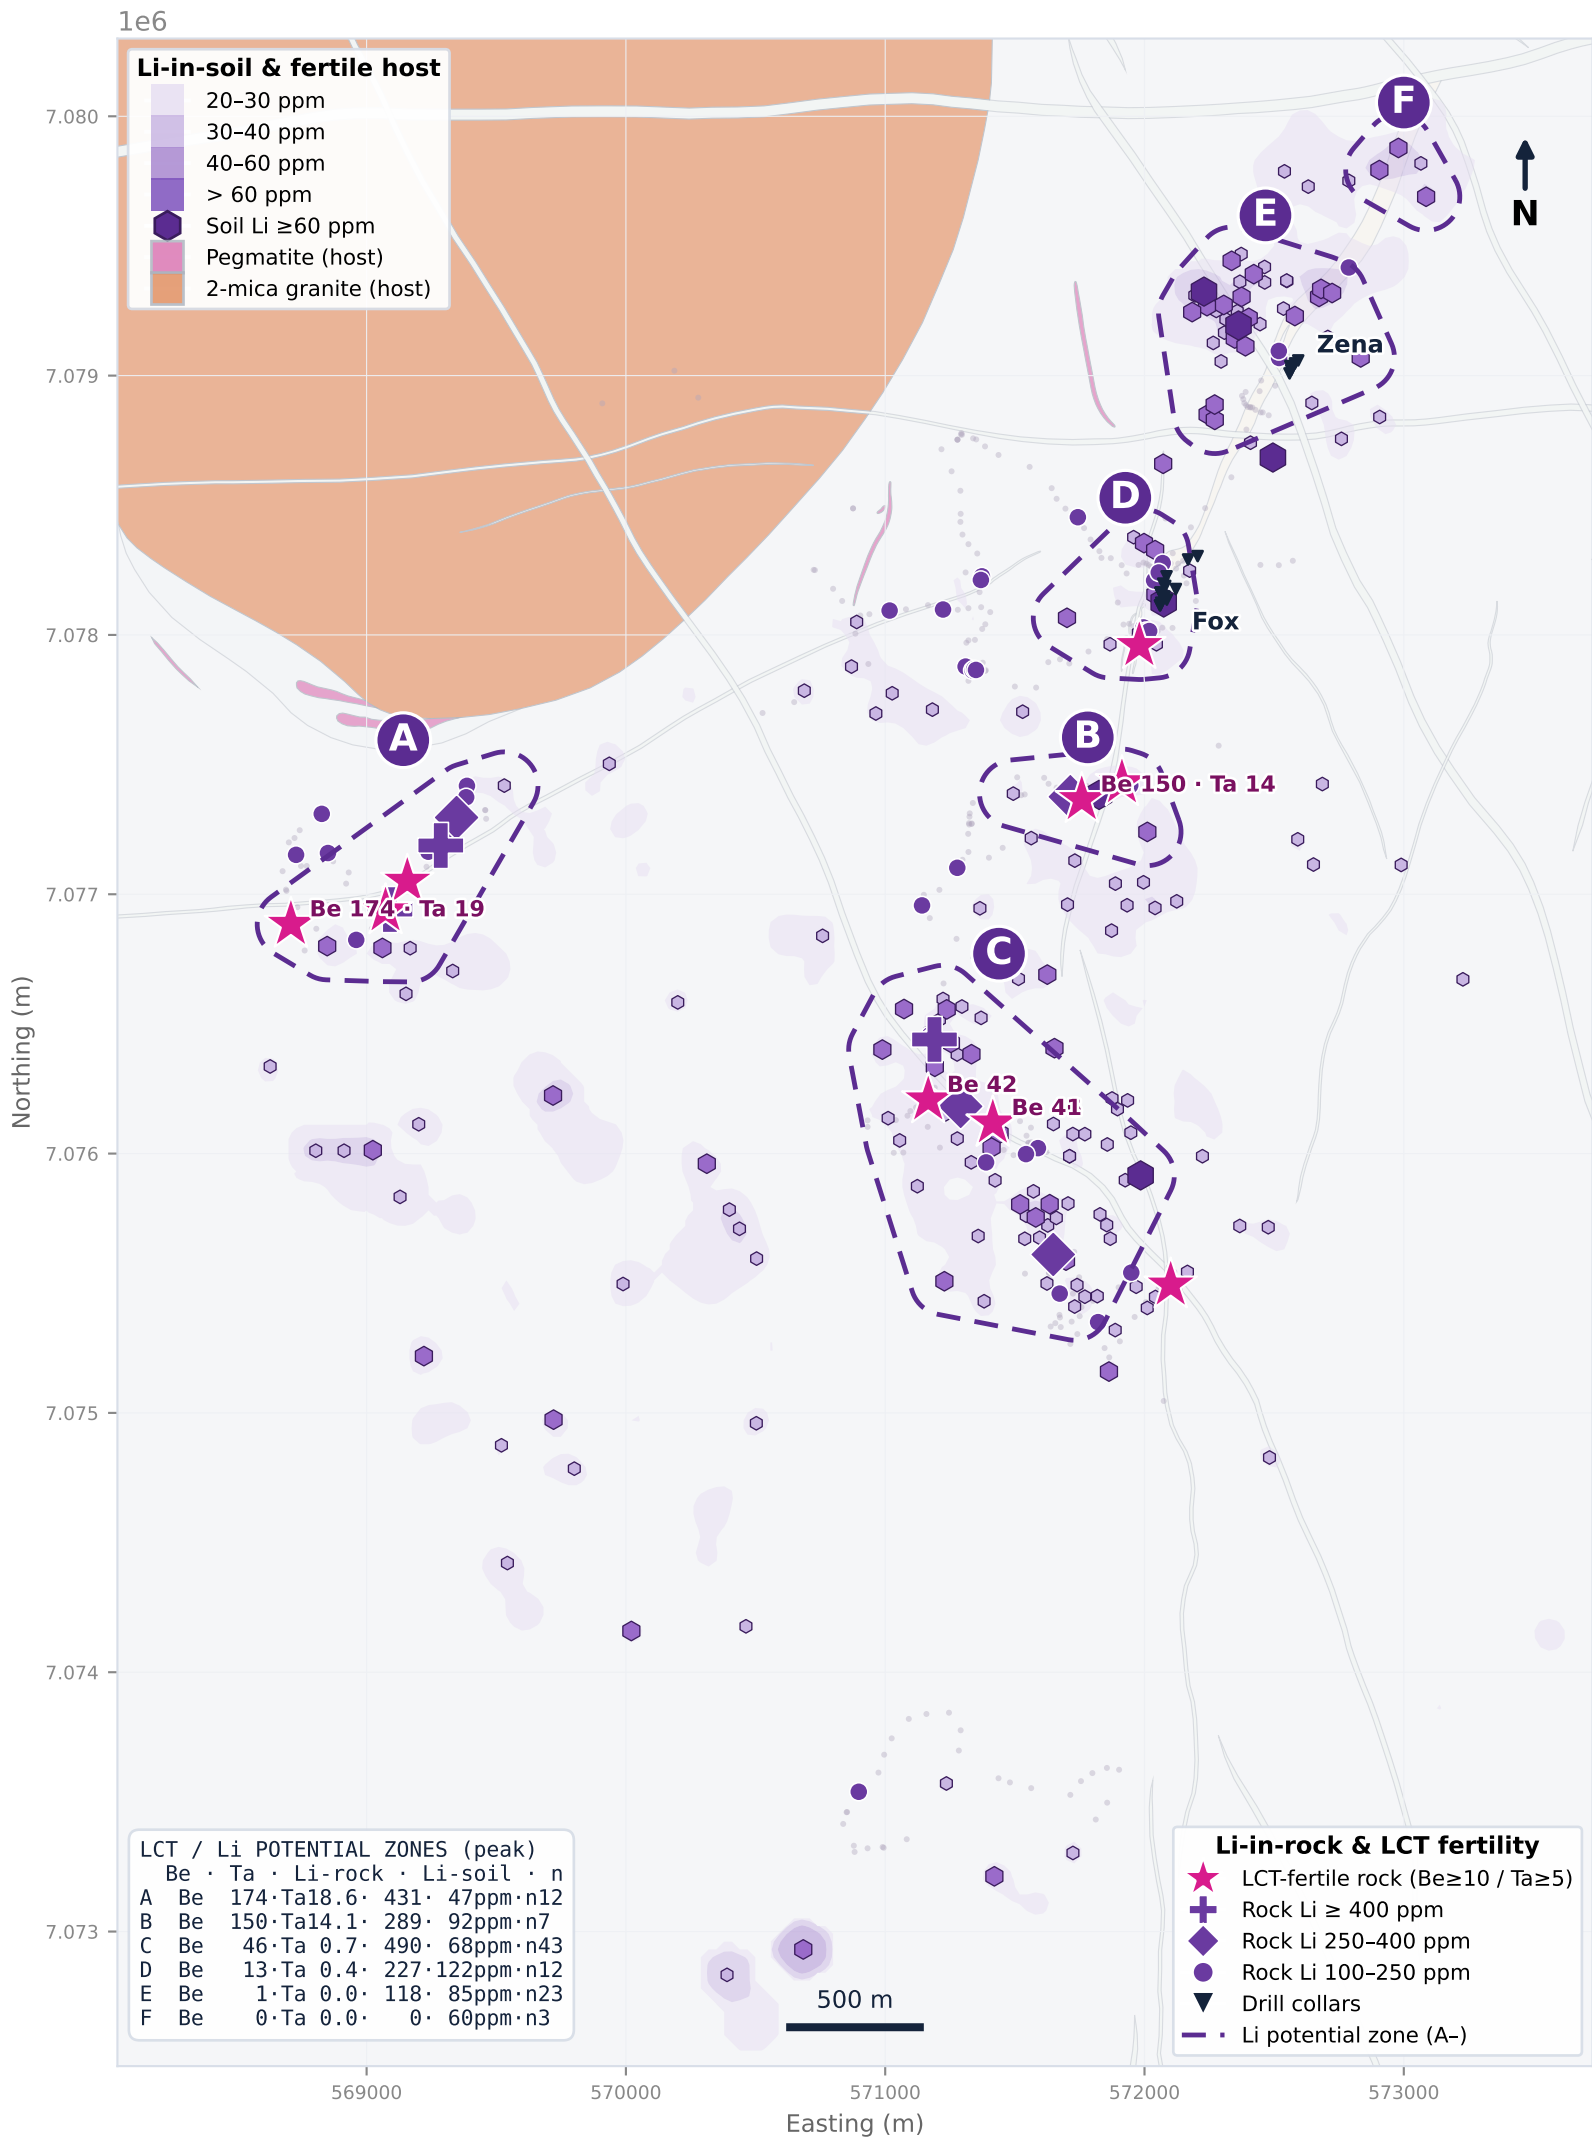 1e6
Li-in-soil & fertile host
20–30 ppm
30–40 ppm
40–60 ppm
> 60 ppm
Soil Li ≥60 ppm
Pegmatite (host)
2-mica granite (host)
F
N
E
Zena
D
Fox
A
B
Be 150 · Ta 14
Be 174 · Ta 19
C
Be 42
Be 41
7.080
7.079
7.078
7.077
7.076
7.075
7.074
7.073
Northing (m)
LCT / Li POTENTIAL ZONES (peak)
Be · Ta · Li-rock · Li-soil · n
A  Be  174·Ta18.6· 431· 47ppm·n12
B  Be  150·Ta14.1· 289· 92ppm·n7
C  Be   46·Ta 0.7· 490· 68ppm·n43
D  Be   13·Ta 0.4· 227·122ppm·n12
E  Be    1·Ta 0.0· 118· 85ppm·n23
F  Be    0·Ta 0.0·   0· 60ppm·n3
500 m
Li-in-rock & LCT fertility
LCT-fertile rock (Be≥10 / Ta≥5)
Rock Li ≥ 400 ppm
Rock Li 250–400 ppm
Rock Li 100–250 ppm
Drill collars
Li potential zone (A–)
569000
570000
571000
572000
573000
Easting (m)